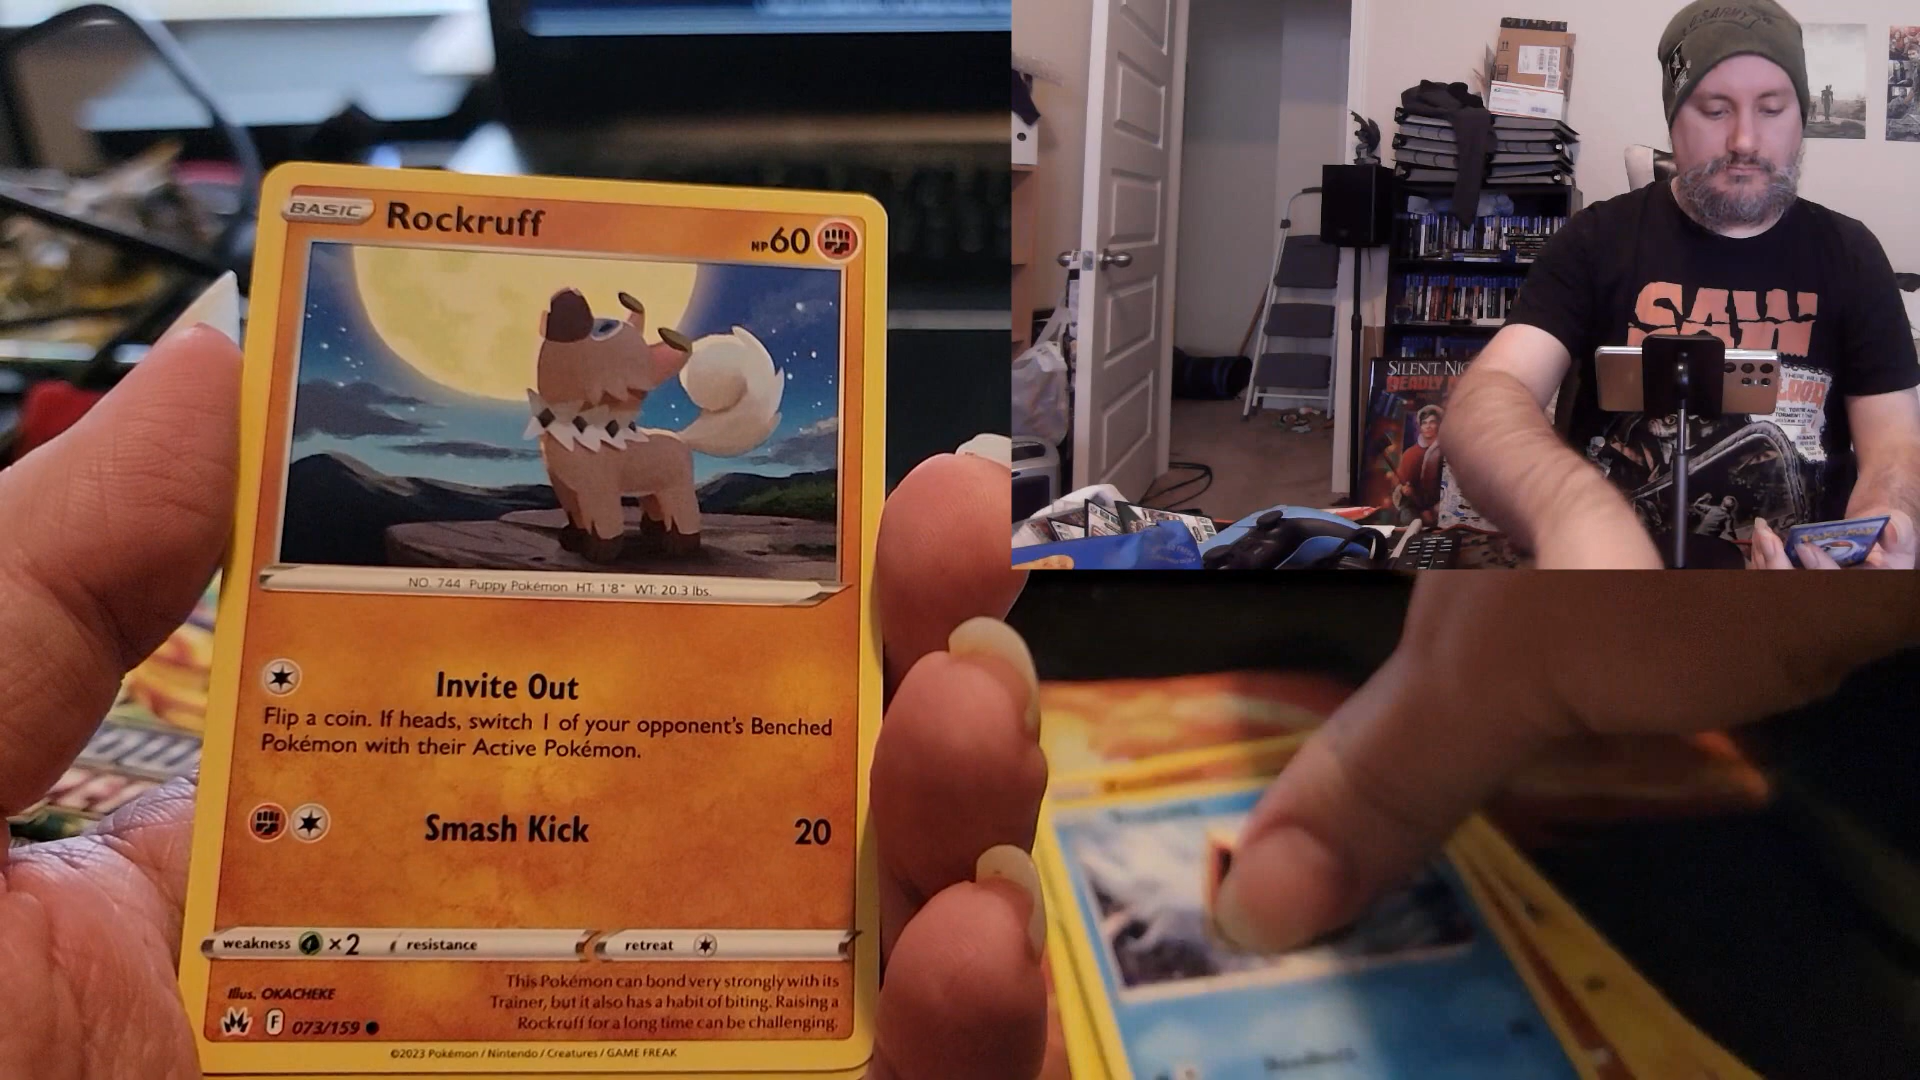 BASIC Rockruff HP60
NO. 744 Puppy Pokémon HT: 1'8" WT: 20.3 lbs.
Invite Out
Flip a coin. If heads, switch 1 of your opponent's Benched
Pokémon with their Active Pokémon.
Smash Kick 20
weakness ×2 resistance retreat
This Pokémon can bond very strongly with its
Trainer, but it also has a habit of biting. Raising a
Rockruff for a long time can be challenging.
Illus. OKACHEKE
F 073/159
©2023 Pokémon / Nintendo / Creatures / GAME FREAK
U.S. ARMY
SAW
SILENT
DEADLY
BLOOD